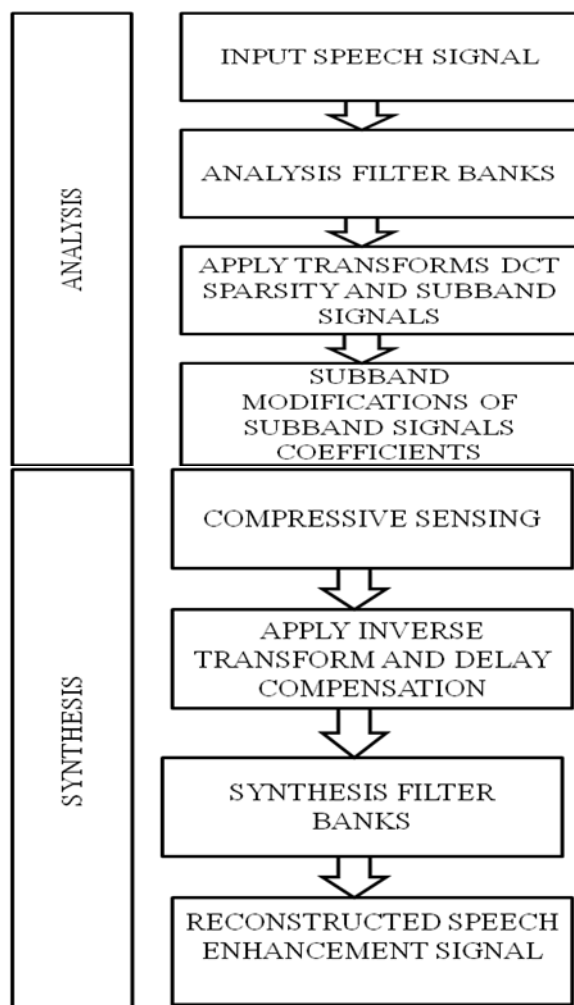 ANALYSIS
INPUT SPEECH SIGNAL
ANALYSIS FILTER BANKS
APPLY TRANSFORMS DCT
SPARSITY AND SUBBAND
SIGNALS
SUBBAND
MODIFICATIONS OF
SUBBAND SIGNALS
COEFFICIENTS
SYNTHESIS
COMPRESSIVE SENSING
APPLY INVERSE
TRANSFORM AND DELAY
COMPENSATION
SYNTHESIS FILTER
BANKS
RECONSTRUCTED SPEECH
ENHANCEMENT SIGNAL